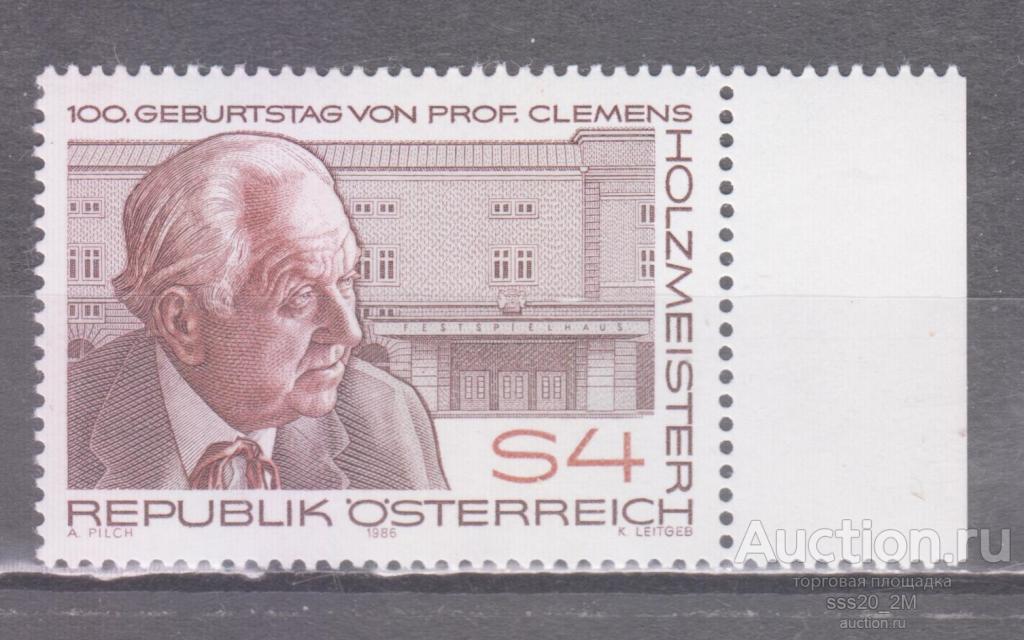 100. GEBURTSTAG VON PROF. CLEMENS
HOLZMEISTER
FESTSPIELHAUS
S4
REPUBLIK ÖSTERREICH
A. PILCH 1986 K. LEITGEB
Auction.ru
торговая площадка
sss20_2M
auction.ru